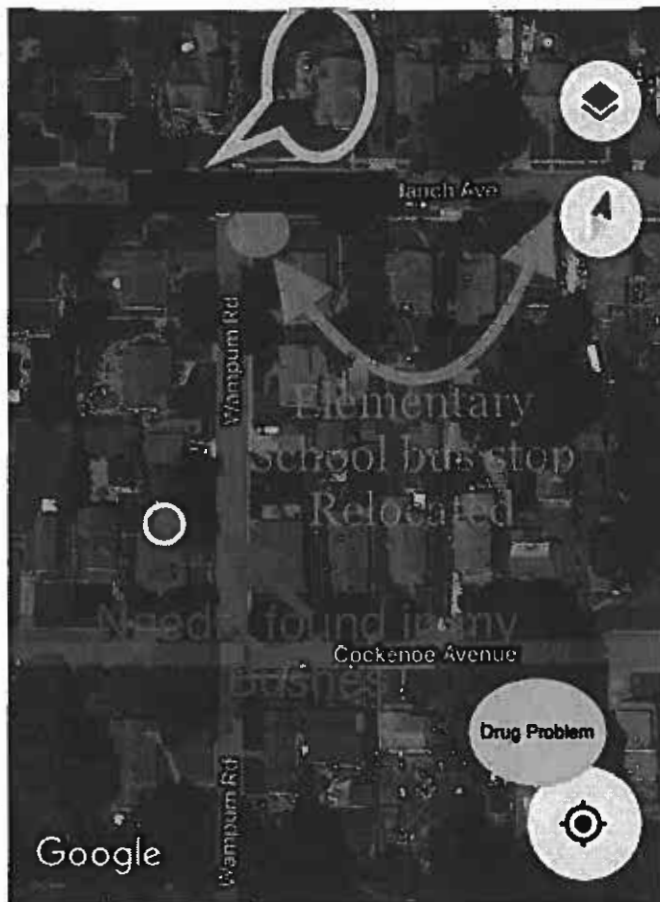 Ave
Wampum Rd
Elementary
School bus stop
Relocated
found in my
Bushes
Cockenoe Avenue
Drug Problem
Wampum Rd
Google